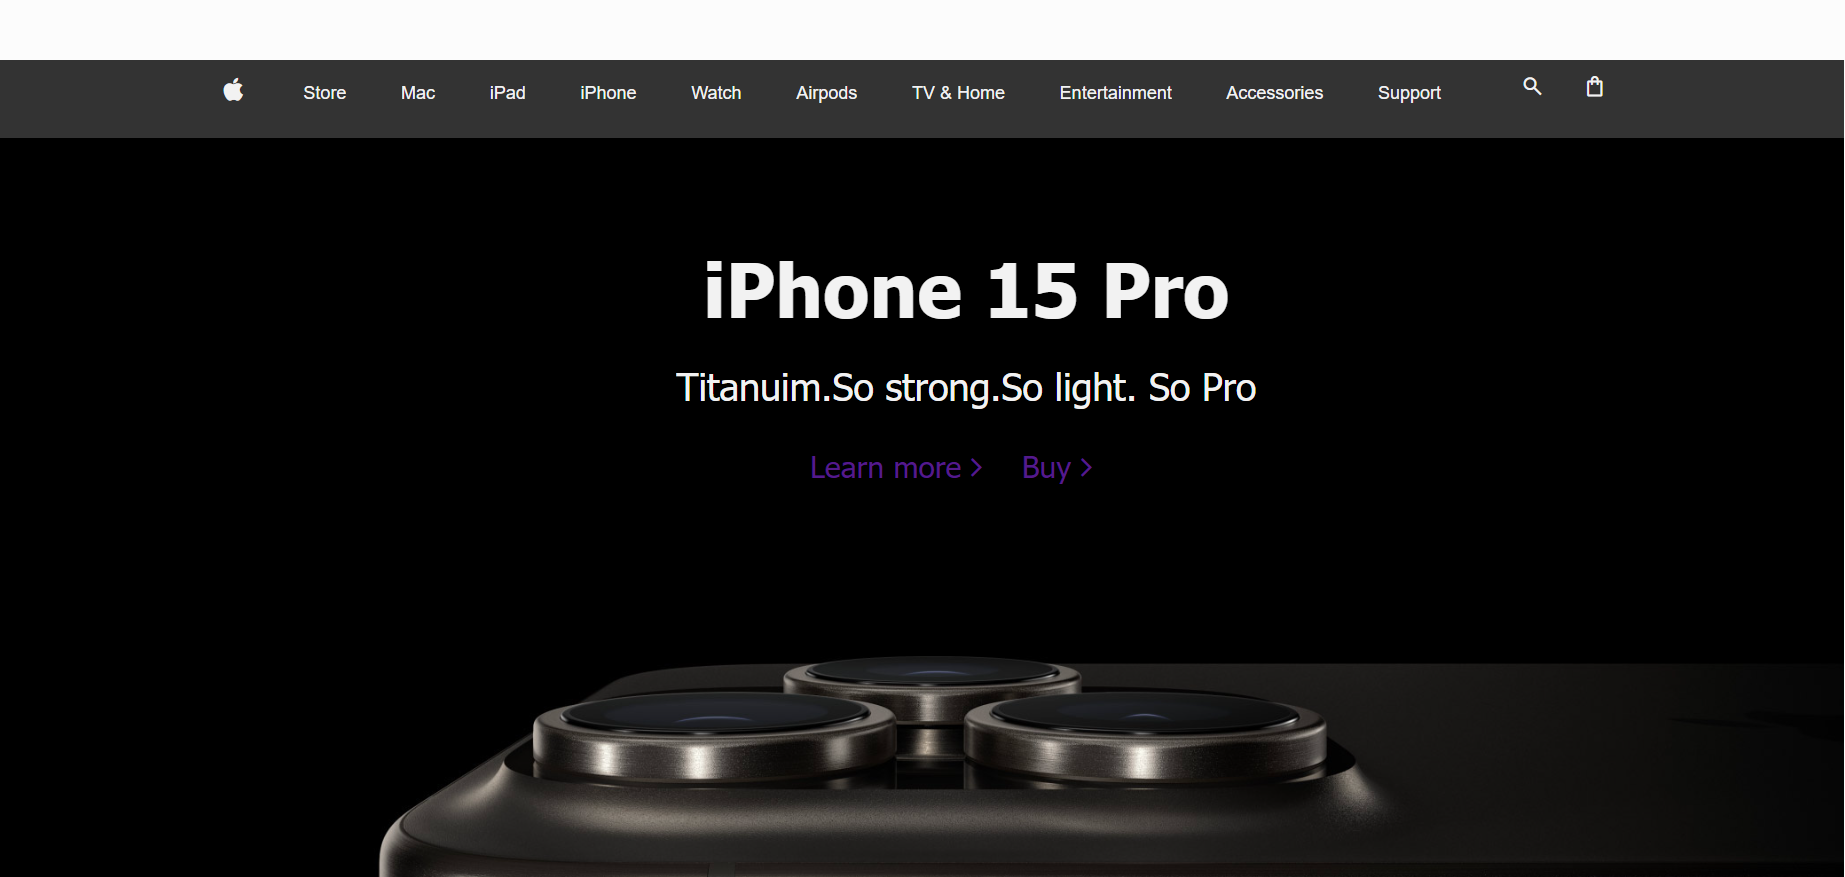 Store Mac iPad iPhone Watch Airpods TV & Home Entertainment Accessories Support
iPhone 15 Pro
Titanuim.So strong.So light. So Pro
Learn more > Buy >